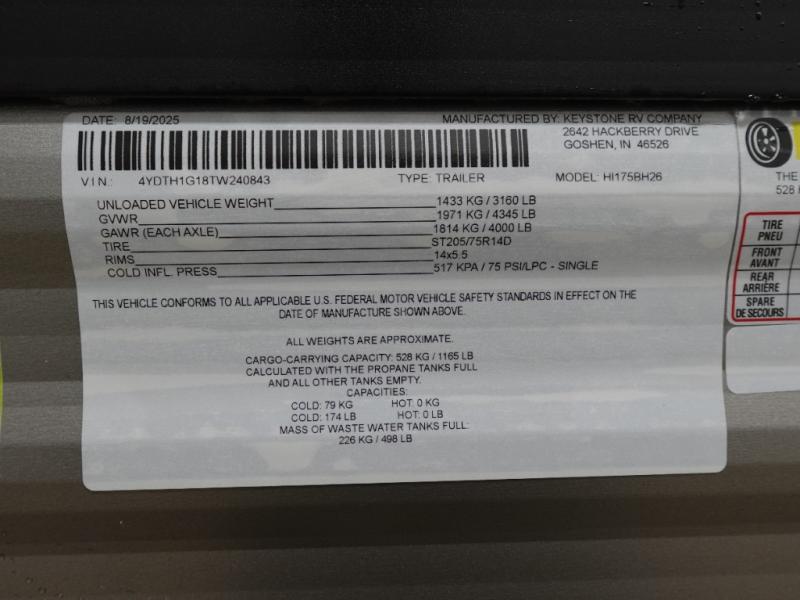 DATE: 8/19/2025 MANUFACTURED BY: KEYSTONE RV COMPANY
2642 HACKBERRY DRIVE
GOSHEN, IN 46526
VIN: 4YDTH1G18TW240843 TYPE: TRAILER MODEL: HI175BH26
UNLOADED VEHICLE WEIGHT 1433 KG / 3160 LB
GVWR 1971 KG / 4345 LB
GAWR (EACH AXLE) 1814 KG / 4000 LB
TIRE ST205/75R14D
RIMS 14x5.5
COLD INFL. PRESS 517 KPA / 75 PSI/LPC - SINGLE
THIS VEHICLE CONFORMS TO ALL APPLICABLE U.S. FEDERAL MOTOR VEHICLE SAFETY STANDARDS IN EFFECT ON THE
DATE OF MANUFACTURE SHOWN ABOVE.
ALL WEIGHTS ARE APPROXIMATE.
CARGO-CARRYING CAPACITY: 528 KG / 1165 LB
CALCULATED WITH THE PROPANE TANKS FULL
AND ALL OTHER TANKS EMPTY.
CAPACITIES:
COLD: 79 KG HOT: 0 KG
COLD: 174 LB HOT: 0 LB
MASS OF WASTE WATER TANKS FULL:
226 KG / 498 LB
THE
528
TIRE
PNEU
FRONT
AVANT
REAR
ARRIÈRE
SPARE
DE SECOURS